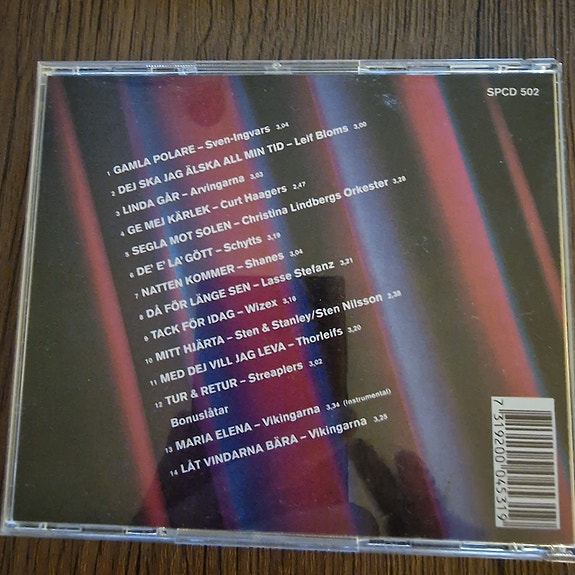 SPCD 502
1 GAMLA POLARE – Sven-Ingvars 3,04
2 DEJ SKA JAG ÄLSKA ALL MIN TID – Leif Bloms 3,00
3 LINDA GÅR – Arvingarna 3,03
4 GE MEJ KÄRLEK – Curt Haagers 2,47
5 SEGLA MOT SOLEN – Christina Lindbergs Orkester 3,28
6 DE' E' LA' GÖTT – Schytts 3,19
7 NATTEN KOMMER – Shanes 3,04
8 DÅ FÖR LÄNGE SEN – Lasse Stefanz 3,21
9 TACK FÖR IDAG – Wizex 3,16
10 MITT HJÄRTA – Sten & Stanley/Sten Nilsson 3,38
11 MED DEJ VILL JAG LEVA – Thorleifs 3,20
12 TUR & RETUR – Streaplers 3,02
Bonuslåtar
13 MARIA ELENA – Vikingarna 3,34 (Instrumental)
14 LÅT VINDARNA BÄRA – Vikingarna 3,25
7 319200 045319